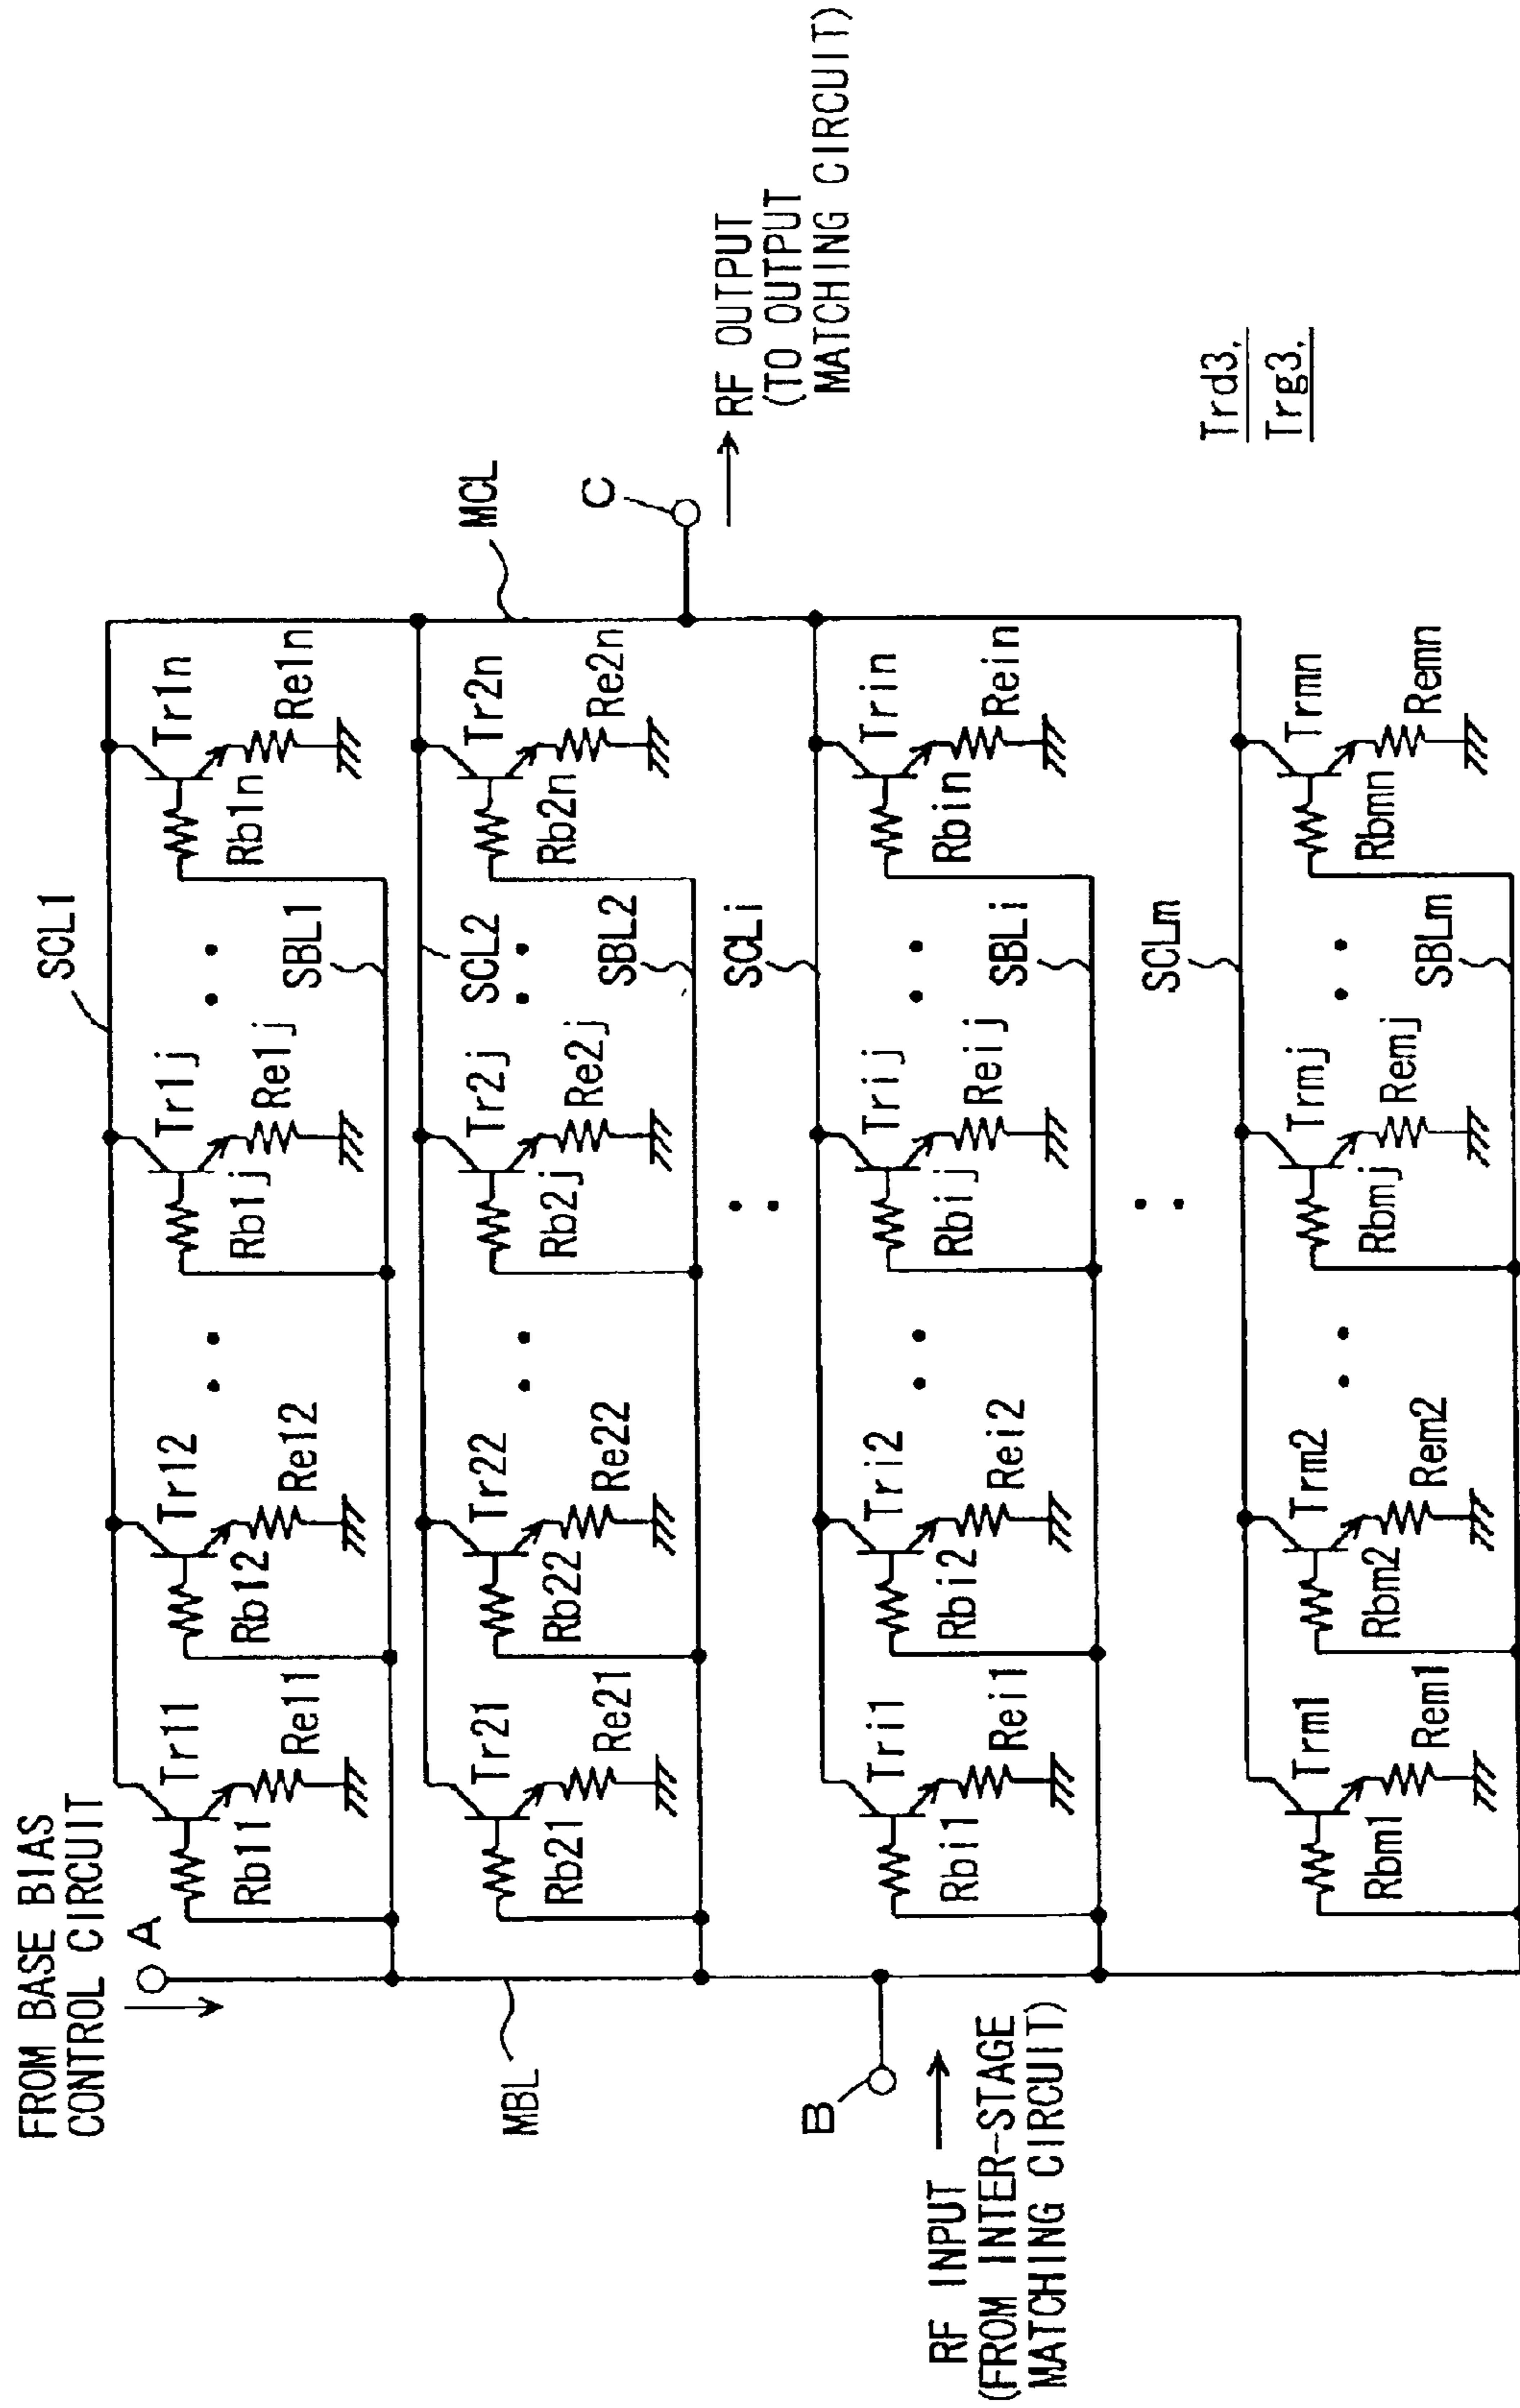 FROM BASE BIAS
CONTROL CIRCUIT
A
MBL
B
RF INPUT
(FROM INTER-STAGE
MATCHING CIRCUIT)
SCL1
Tr11
Tr12
Tr1j
Tr1n
Rb11
Re11
Rb12
Re12
Rb1j
Re1j
Rb1n
Re1n
SBL1
SCL2
Tr21
Tr22
Tr2j
Tr2n
Rb21
Re21
Rb22
Re22
Rb2j
Re2j
Rb2n
Re2n
SBL2
MCL
C
RF OUTPUT
(TO OUTPUT
MATCHING CIRCUIT)
SCLi
Tri1
Tri2
Trij
Trin
Rbi1
Rei1
Rbi2
Rei2
Rbij
Reij
Rbin
Rein
SBLi
SCLm
Trm1
Trm2
Trmj
Trmn
Rbm1
Rem1
Rbm2
Rem2
Rbmj
Remj
Rbmn
Remn
SBLm
Trd3,
Trg3,